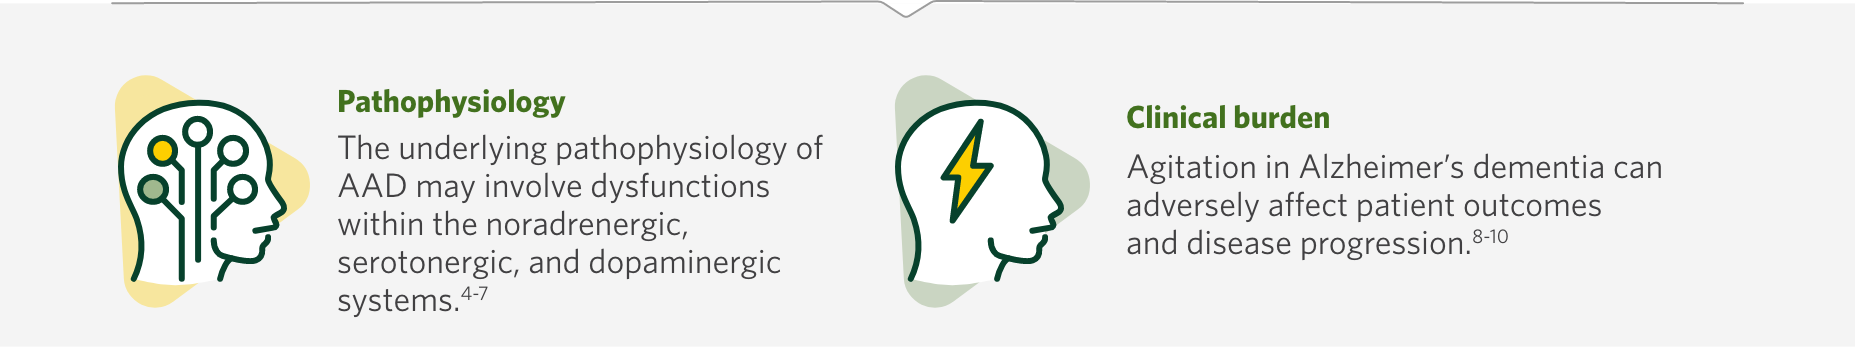 Pathophysiology
The underlying pathophysiology of
AAD may involve dysfunctions
within the noradrenergic,
serotonergic, and dopaminergic
systems.4-7
Clinical burden
Agitation in Alzheimer’s dementia can
adversely affect patient outcomes
and disease progression.8-10